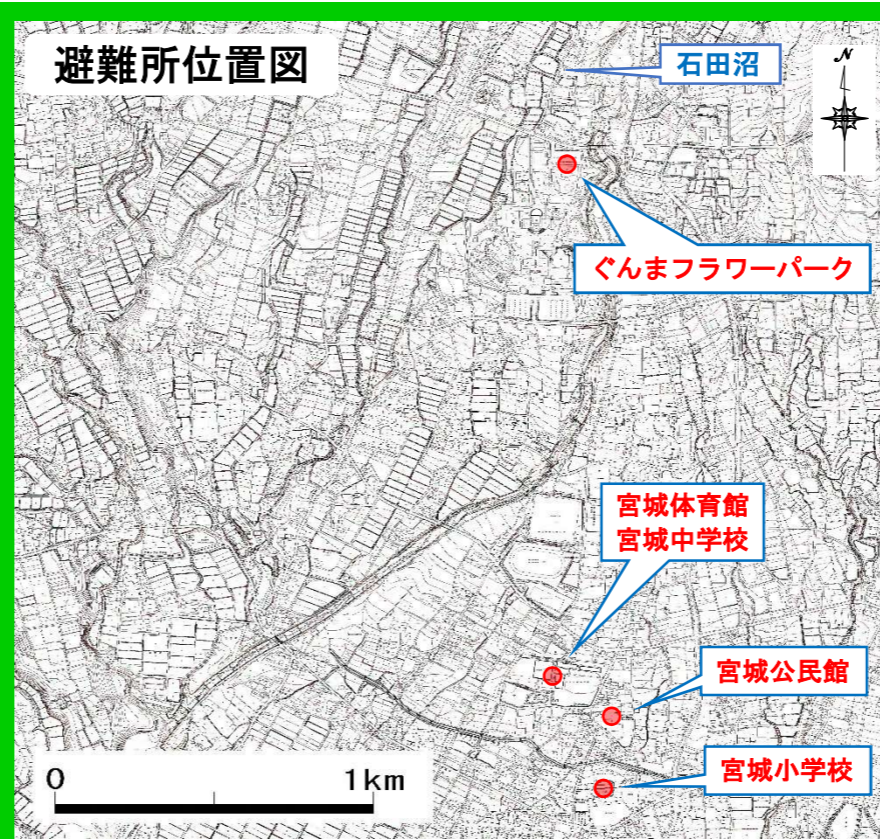 避難所位置図
石田沼
N
ぐんまフラワーパーク
宮城体育館
宮城中学校
宮城公民館
宮城小学校
0 1km